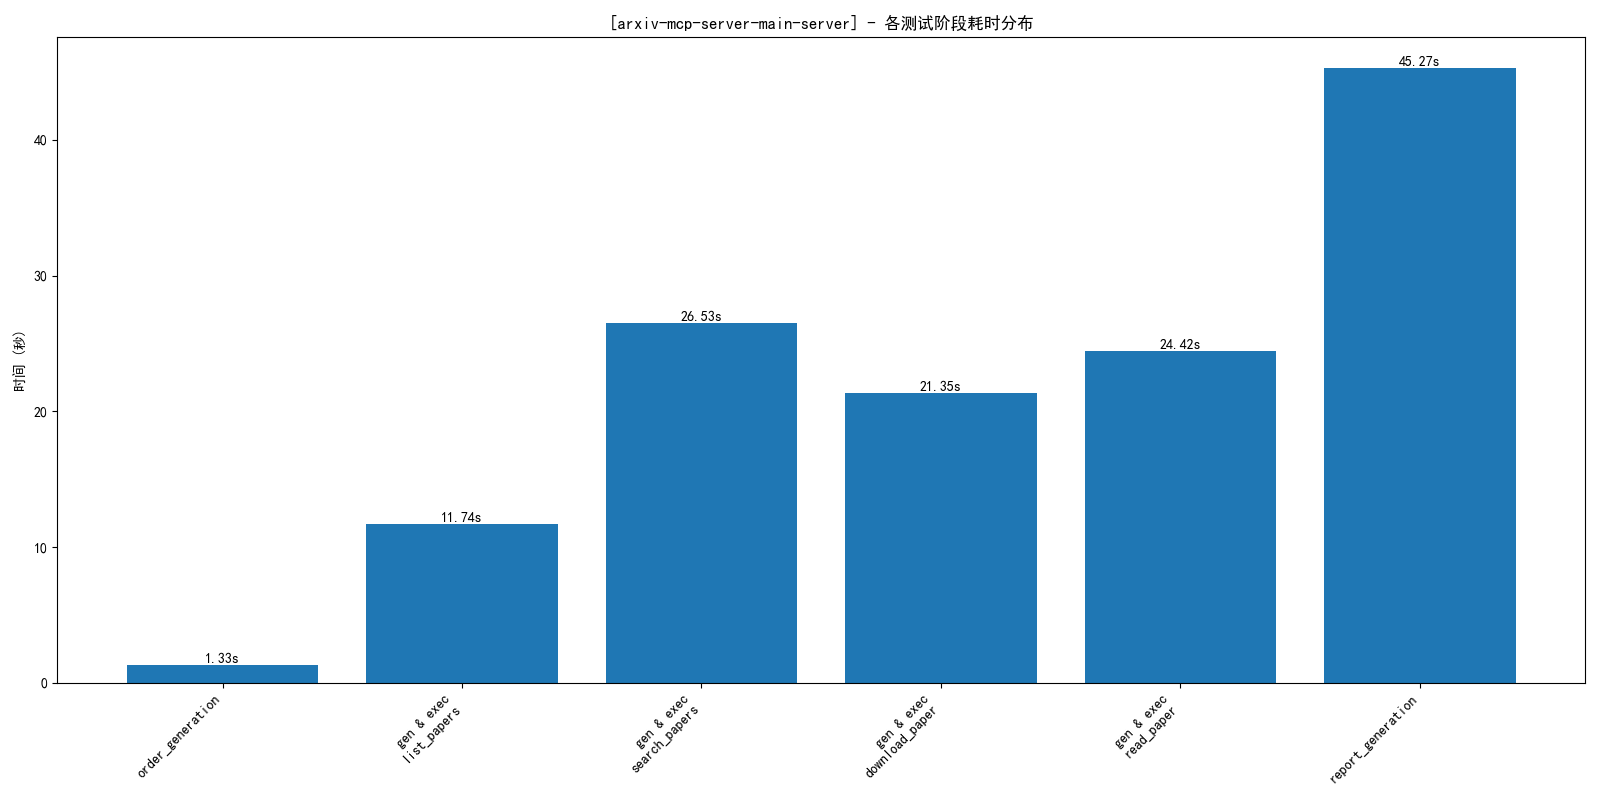 [arxiv-mcp-server-main-server] - 各测试阶段耗时分布
时间 (秒)
40
30
20
10
0
1.33s
11.74s
26.53s
21.35s
24.42s
45.27s
order_generation
gen & exec
list_papers
gen & exec
search_papers
gen & exec
download_paper
gen & exec
read_paper
report_generation